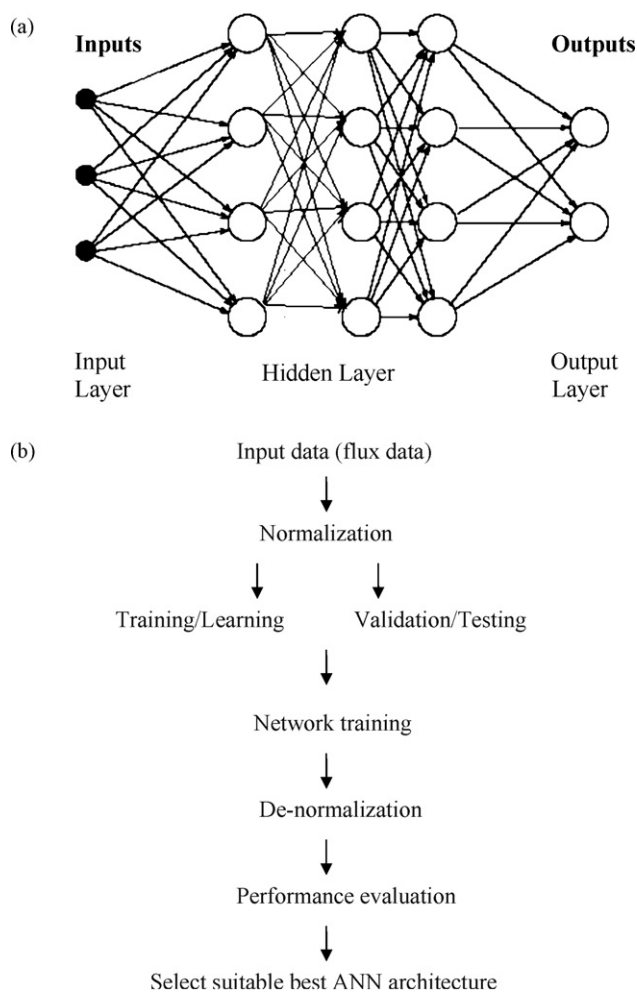 (a)
Inputs
Outputs
Input
Layer
Hidden Layer
Output
Layer
(b)
Input data (flux data)
Normalization
Training/Learning
Validation/Testing
Network training
De-normalization
Performance evaluation
Select suitable best ANN architecture